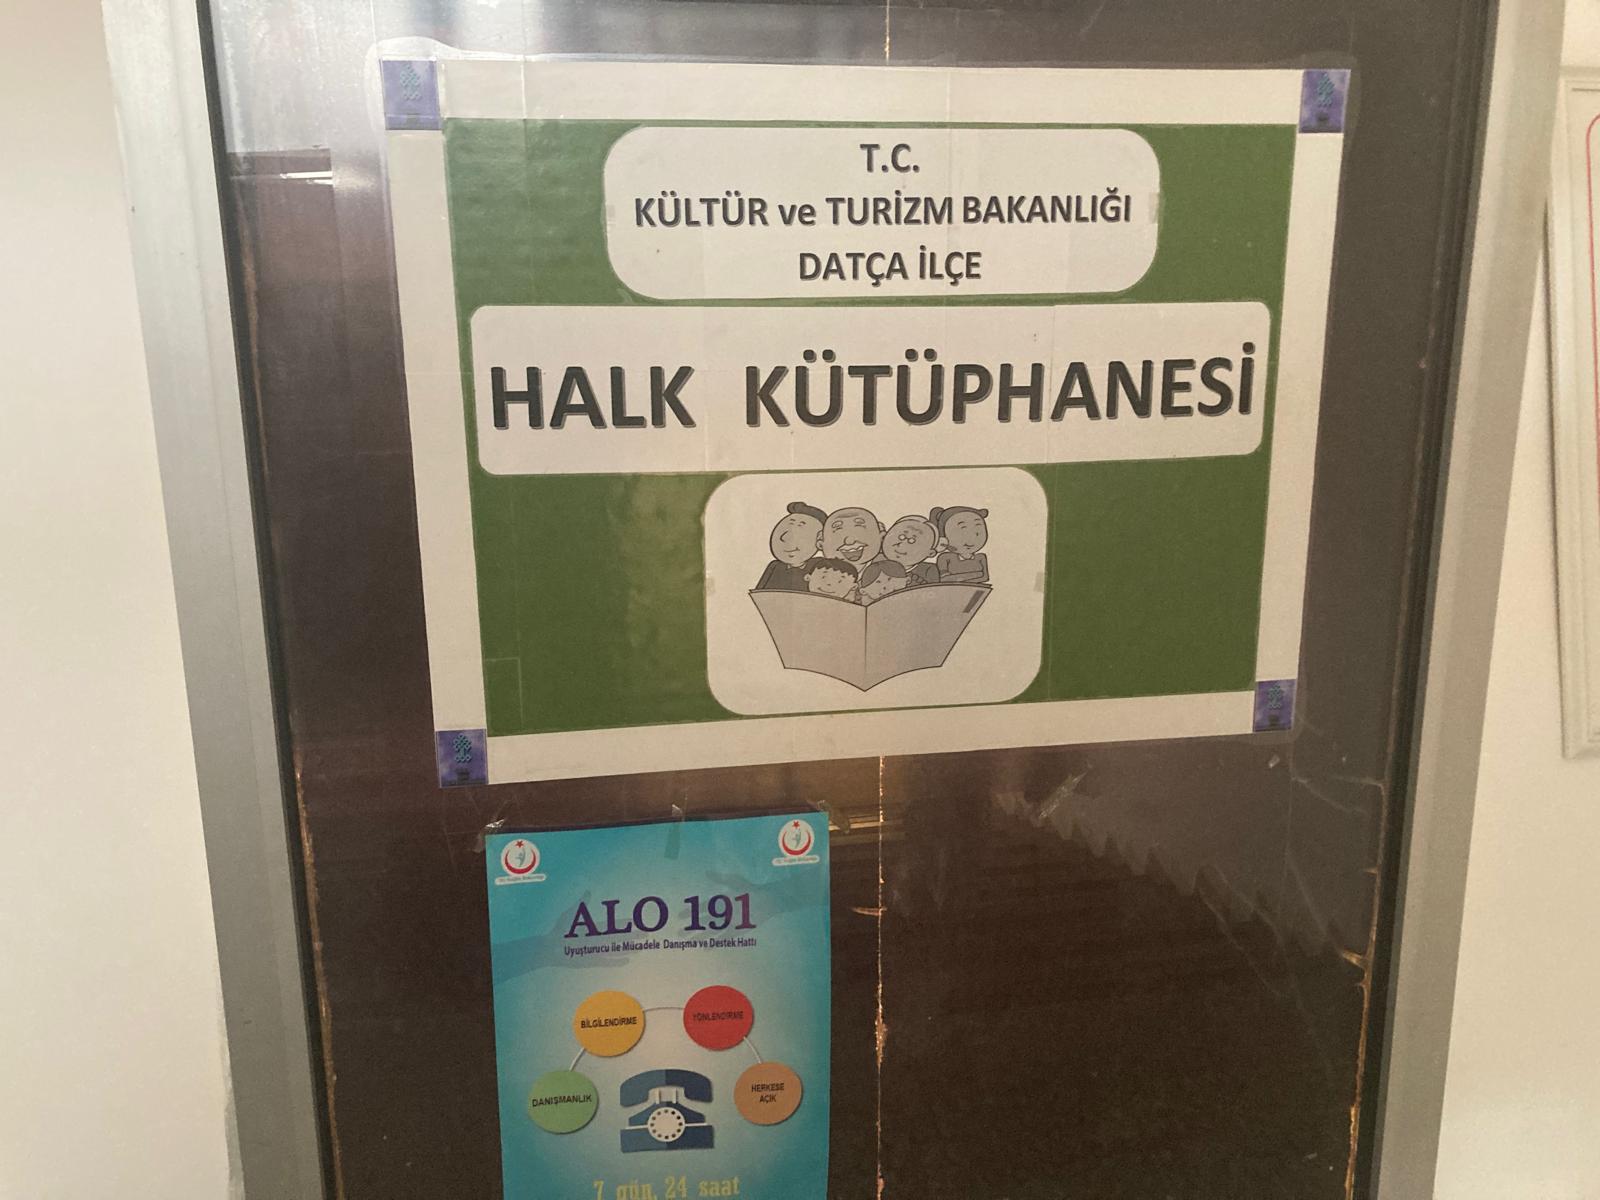 T.C.
KÜLTÜR ve TURİZM BAKANLIĞI
DATÇA İLÇE
HALK KÜTÜPHANESİ
ALO 191
Uyuşturucu ile Mücadele Danışma ve Destek Hattı
BİLGİLENDİRME
YÖNLENDİRME
DANIŞMANLIK
HERKESE
AÇIK
7 gün, 24 saat